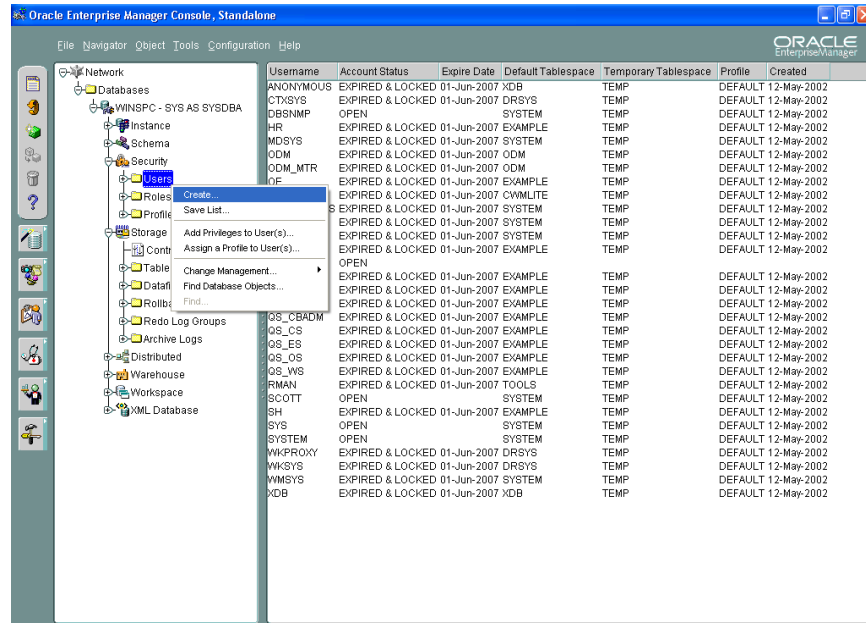 Oracle Enterprise Manager Console, Standalone
File Navigator Object Tools Configuration Help
ORACLE
EnterpriseManager
Network
Databases
WINSPC - SYS AS SYSDBA
Instance
Schema
Security
Users
Roles
Profile
Storage
Contr
Table
Datafi
Rollba
Redo Log Groups
Archive Logs
Distributed
Warehouse
Workspace
XML Database
Create...
Save List...
Add Privileges to User(s)...
Assign a Profile to User(s)...
Change Management...
Find Database Objects...
Find...
Username Account Status Expire Date Default Tablespace Temporary Tablespace Profile Created
ANONYMOUS EXPIRED & LOCKED 01-Jun-2007 XDB TEMP DEFAULT 12-May-2002
CTXSYS EXPIRED & LOCKED 01-Jun-2007 DRSYS TEMP DEFAULT 12-May-2002
DBSNMP OPEN SYSTEM TEMP DEFAULT 12-May-2002
HR EXPIRED & LOCKED 01-Jun-2007 EXAMPLE TEMP DEFAULT 12-May-2002
MDSYS EXPIRED & LOCKED 01-Jun-2007 SYSTEM TEMP DEFAULT 12-May-2002
ODM EXPIRED & LOCKED 01-Jun-2007 ODM TEMP DEFAULT 12-May-2002
ODM_MTR EXPIRED & LOCKED 01-Jun-2007 ODM TEMP DEFAULT 12-May-2002
OE EXPIRED & LOCKED 01-Jun-2007 EXAMPLE TEMP DEFAULT 12-May-2002
EXPIRED & LOCKED 01-Jun-2007 CWMLITE TEMP DEFAULT 12-May-2002
S EXPIRED & LOCKED 01-Jun-2007 SYSTEM TEMP DEFAULT 12-May-2002
EXPIRED & LOCKED 01-Jun-2007 SYSTEM TEMP DEFAULT 12-May-2002
EXPIRED & LOCKED 01-Jun-2007 SYSTEM TEMP DEFAULT 12-May-2002
EXPIRED & LOCKED 01-Jun-2007 EXAMPLE TEMP DEFAULT 12-May-2002
OPEN
EXPIRED & LOCKED 01-Jun-2007 EXAMPLE TEMP DEFAULT 12-May-2002
EXPIRED & LOCKED 01-Jun-2007 EXAMPLE TEMP DEFAULT 12-May-2002
EXPIRED & LOCKED 01-Jun-2007 EXAMPLE TEMP DEFAULT 12-May-2002
QS_CBADM EXPIRED & LOCKED 01-Jun-2007 EXAMPLE TEMP DEFAULT 12-May-2002
QS_CS EXPIRED & LOCKED 01-Jun-2007 EXAMPLE TEMP DEFAULT 12-May-2002
QS_ES EXPIRED & LOCKED 01-Jun-2007 EXAMPLE TEMP DEFAULT 12-May-2002
QS_OS EXPIRED & LOCKED 01-Jun-2007 EXAMPLE TEMP DEFAULT 12-May-2002
QS_WS EXPIRED & LOCKED 01-Jun-2007 EXAMPLE TEMP DEFAULT 12-May-2002
RMAN EXPIRED & LOCKED 01-Jun-2007 TOOLS TEMP DEFAULT 12-May-2002
SCOTT OPEN SYSTEM TEMP DEFAULT 12-May-2002
SH EXPIRED & LOCKED 01-Jun-2007 EXAMPLE TEMP DEFAULT 12-May-2002
SYS OPEN SYSTEM TEMP DEFAULT 12-May-2002
SYSTEM OPEN SYSTEM TEMP DEFAULT 12-May-2002
WKPROXY EXPIRED & LOCKED 01-Jun-2007 DRSYS TEMP DEFAULT 12-May-2002
WKSYS EXPIRED & LOCKED 01-Jun-2007 DRSYS TEMP DEFAULT 12-May-2002
WMSYS EXPIRED & LOCKED 01-Jun-2007 SYSTEM TEMP DEFAULT 12-May-2002
XDB EXPIRED & LOCKED 01-Jun-2007 XDB TEMP DEFAULT 12-May-2002